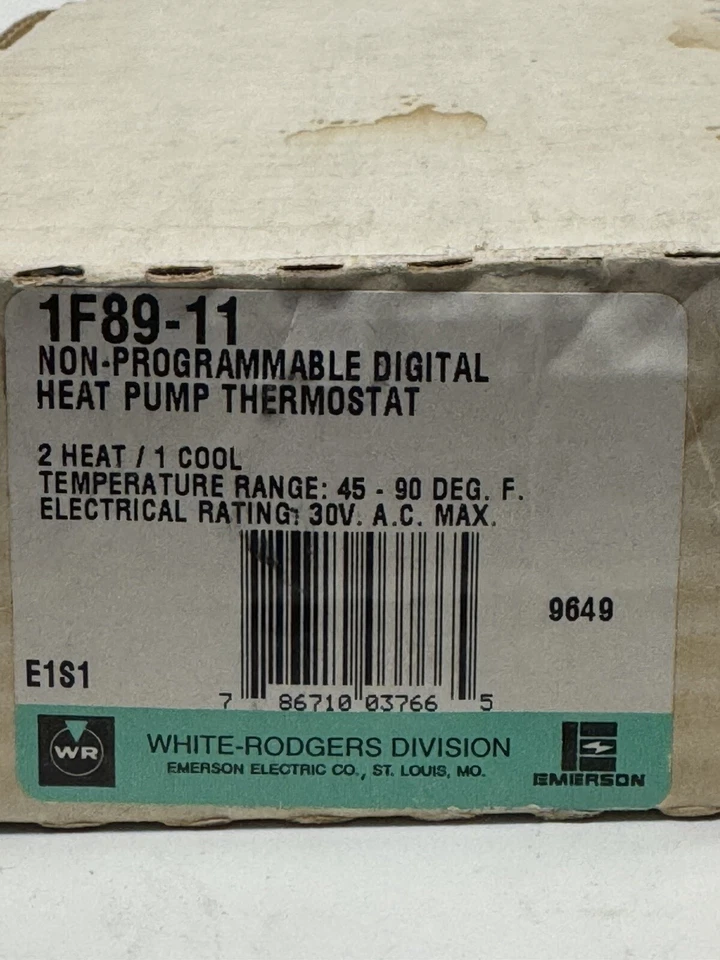 1F89-11
NON-PROGRAMMABLE DIGITAL
HEAT PUMP THERMOSTAT
2 HEAT / 1 COOL
TEMPERATURE RANGE: 45 - 90 DEG. F.
ELECTRICAL RATING: 30V. A.C. MAX.
9649
E1S1
7 86710 03766 5
WR
WHITE-RODGERS DIVISION
EMERSON ELECTRIC CO., ST. LOUIS, MO.
EMERSON